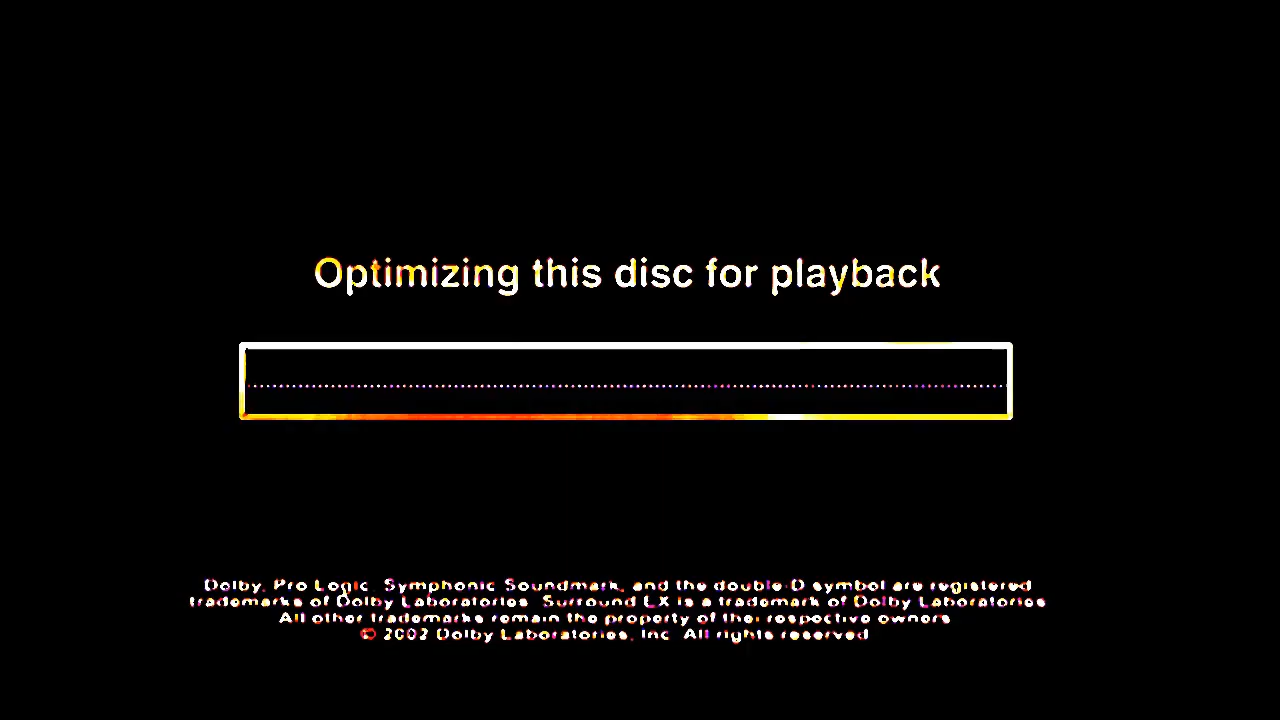 Optimizing this disc for playback
Dolby, Pro Logic, Symphonic Soundmark, and the double-D symbol are registered
trademarks of Dolby Laboratories. Surround EX is a trademark of Dolby Laboratories.
All other trademarks remain the property of their respective owners.
© 2002 Dolby Laboratories, Inc. All rights reserved.